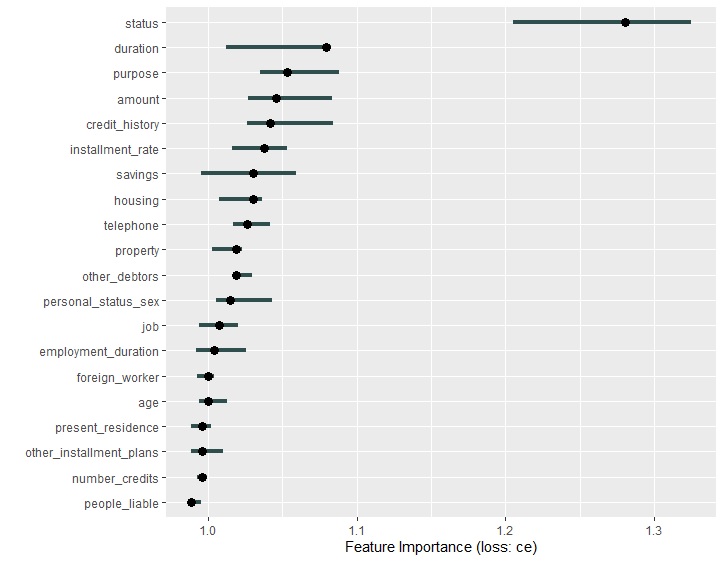 status
duration
purpose
amount
credit_history
installment_rate
savings
housing
telephone
property
other_debtors
personal_status_sex
job
employment_duration
foreign_worker
age
present_residence
other_installment_plans
number_credits
people_liable
1.0 1.1 1.2 1.3
Feature Importance (loss: ce)